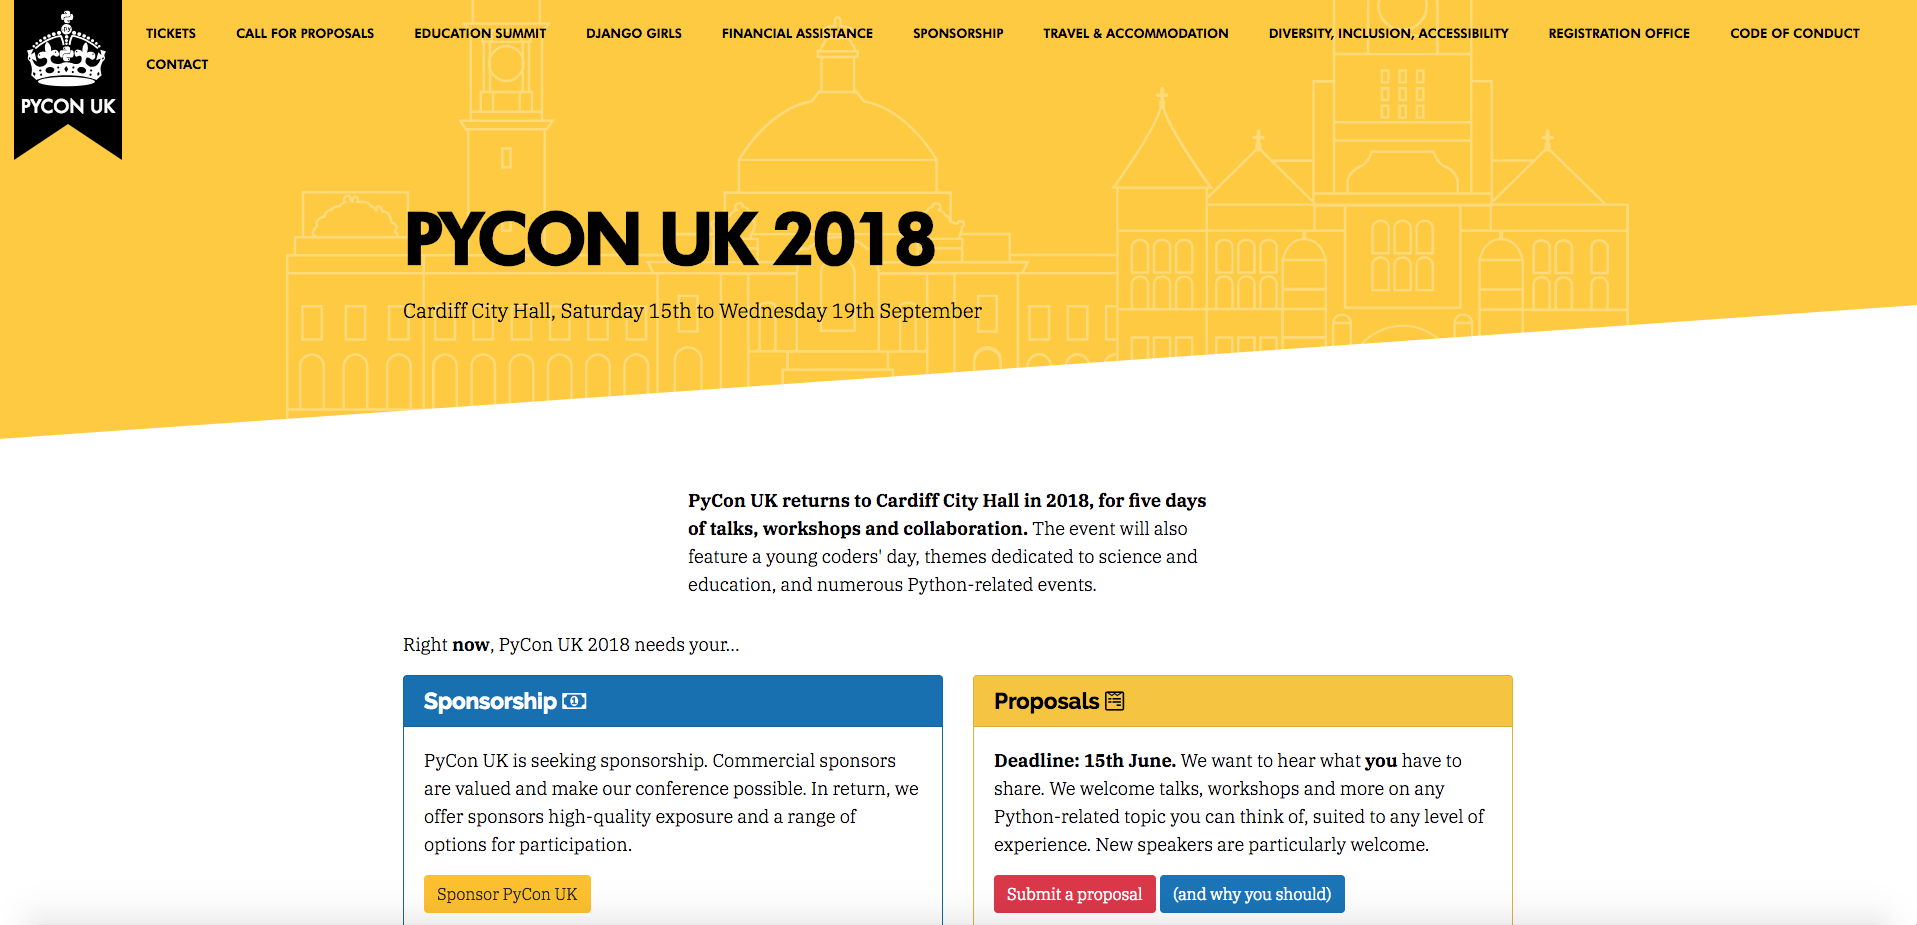 PYCON UK
TICKETS
CALL FOR PROPOSALS
EDUCATION SUMMIT
DJANGO GIRLS
FINANCIAL ASSISTANCE
SPONSORSHIP
TRAVEL & ACCOMMODATION
DIVERSITY, INCLUSION, ACCESSIBILITY
REGISTRATION OFFICE
CODE OF CONDUCT
CONTACT
PYCON UK 2018
Cardiff City Hall, Saturday 15th to Wednesday 19th September
PyCon UK returns to Cardiff City Hall in 2018, for five days
of talks, workshops and collaboration. The event will also
feature a young coders' day, themes dedicated to science and
education, and numerous Python-related events.
Right now, PyCon UK 2018 needs your...
Sponsorship
PyCon UK is seeking sponsorship. Commercial sponsors
are valued and make our conference possible. In return, we
offer sponsors high-quality exposure and a range of
options for participation.
Sponsor PyCon UK
Proposals
Deadline: 15th June. We want to hear what you have to
share. We welcome talks, workshops and more on any
Python-related topic you can think of, suited to any level of
experience. New speakers are particularly welcome.
Submit a proposal
(and why you should)